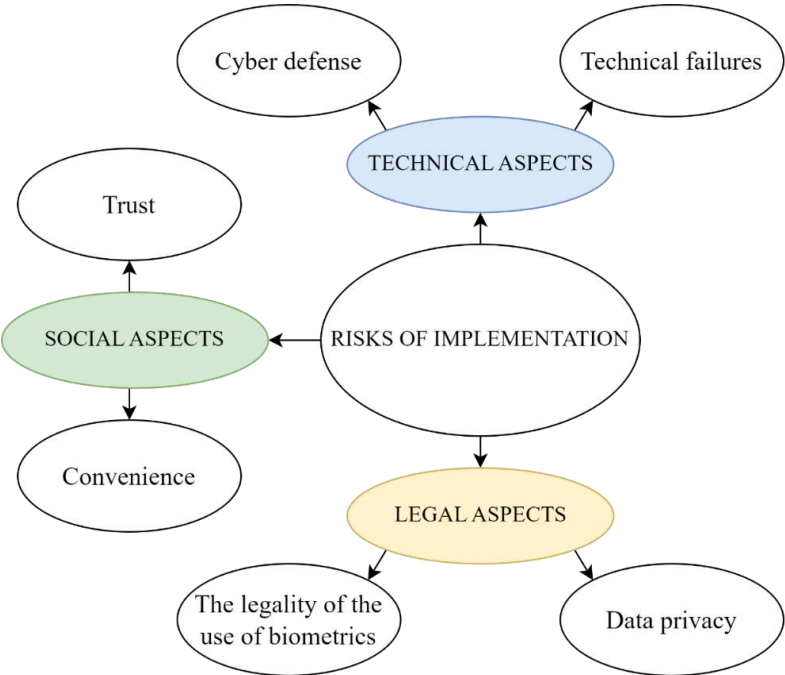 Cyber defense
Technical failures
TECHNICAL ASPECTS
Trust
SOCIAL ASPECTS
RISKS OF IMPLEMENTATION
Convenience
LEGAL ASPECTS
The legality of the
use of biometrics
Data privacy